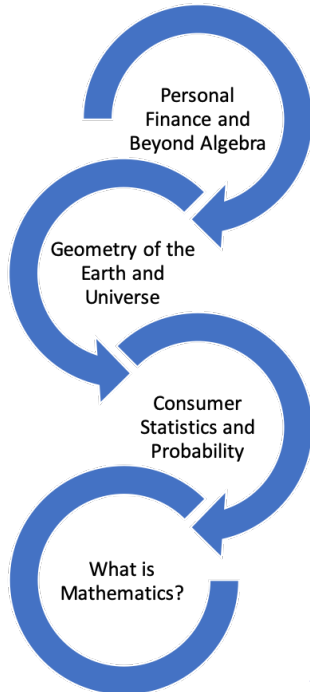 Personal
Finance and
Beyond Algebra
Geometry of the
Earth and
Universe
Consumer
Statistics and
Probability
What is
Mathematics?